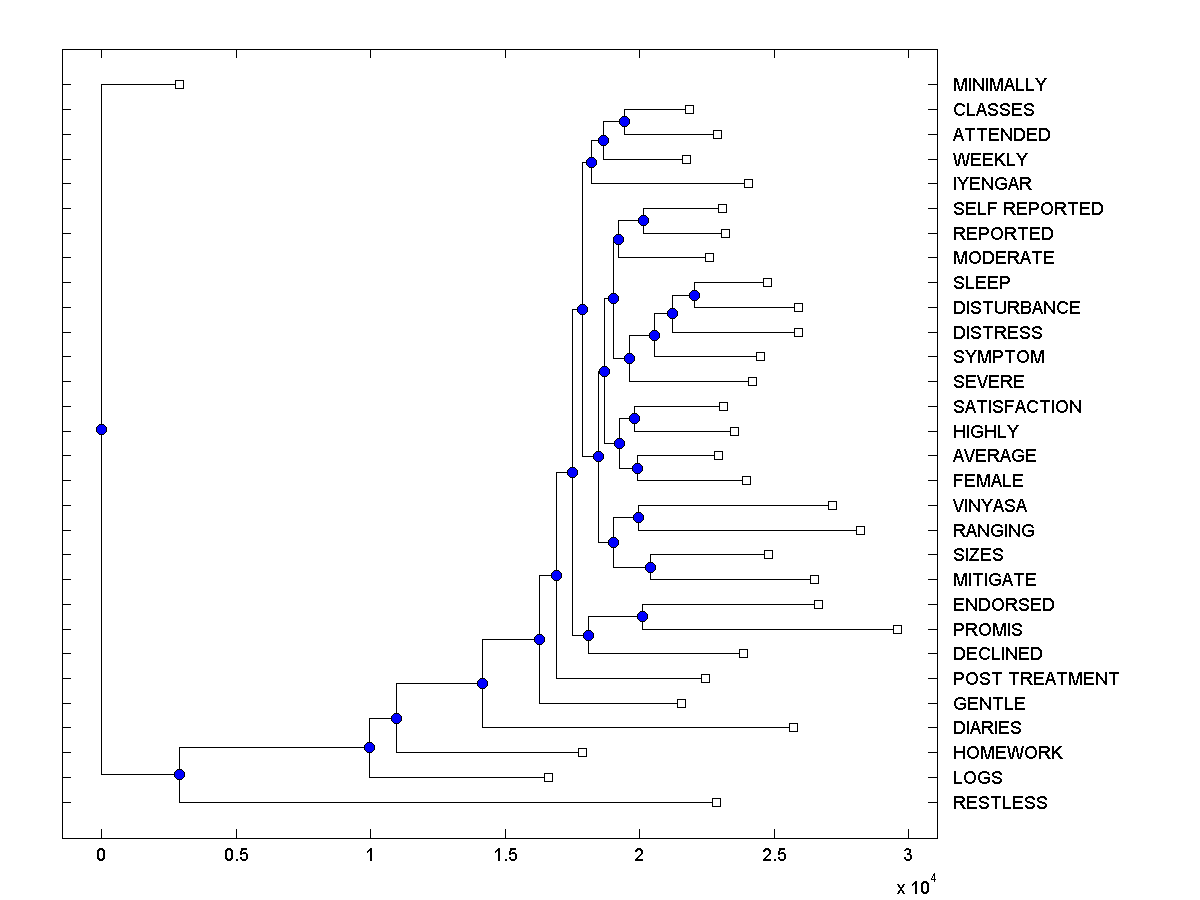 MINIMALLY
CLASSES
ATTENDED
WEEKLY
IYENGAR
SELF REPORTED
REPORTED
MODERATE
SLEEP
DISTURBANCE
DISTRESS
SYMPTOM
SEVERE
SATISFACTION
HIGHLY
AVERAGE
FEMALE
VINYASA
RANGING
SIZES
MITIGATE
ENDORSED
PROMIS
DECLINED
POST TREATMENT
GENTLE
DIARIES
HOMEWORK
LOGS
RESTLESS
0 0.5 1 1.5 2 2.5 3
x 10^4